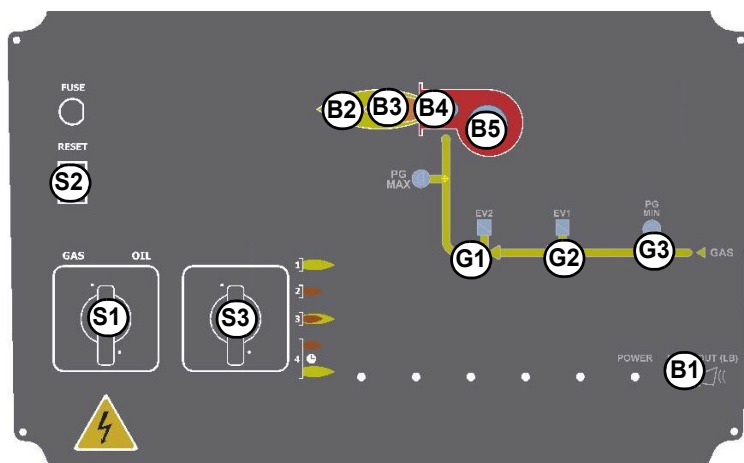 FUSE
B2
B3
B4
B5
RESET
S2
PG
MAX
EV2
EV1
PG
MIN
G1
G2
G3
GAS
GAS OIL
S1
S3
1
2
3
4
POWER
B1
OUT (LB)